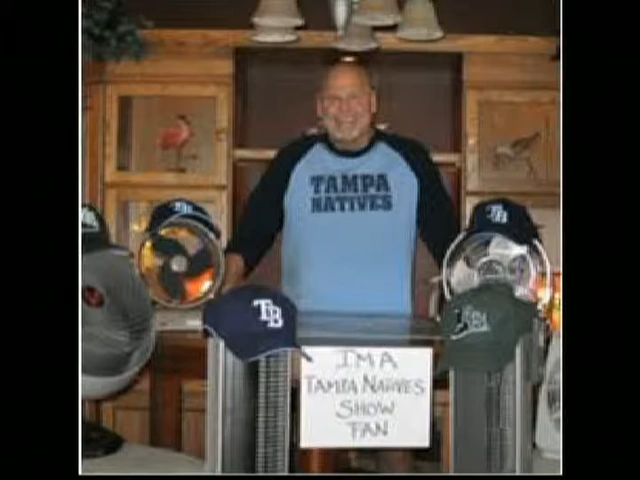 TAMPA
NATIVES
TB
TB
TB
I'M A
TAMPA NATIVES
SHOW
FAN